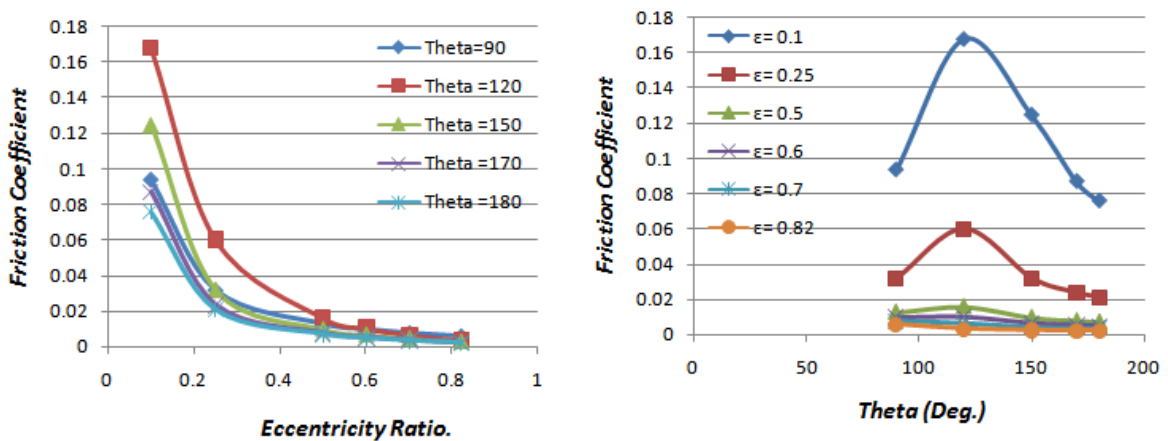 Friction Coefficient
0.18
0.16
0.14
0.12
0.1
0.08
0.06
0.04
0.02
0
0 0.2 0.4 0.6 0.8 1
Eccentricity Ratio.
Theta=90
Theta =120
Theta =150
Theta =170
Theta =180
Friction Coefficient
0.18
0.16
0.14
0.12
0.1
0.08
0.06
0.04
0.02
0
0 50 100 150 200
Theta (Deg.)
ε= 0.1
ε= 0.25
ε= 0.5
ε= 0.6
ε= 0.7
ε= 0.82